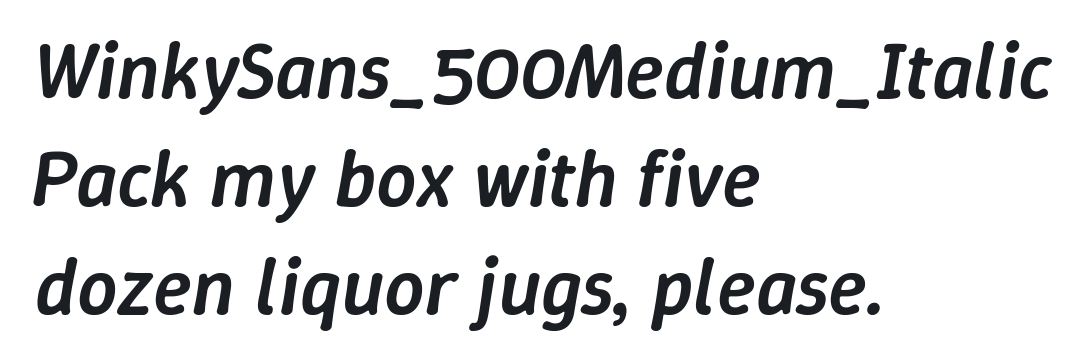 WinkySans_500Medium_Italic
Pack my box with five
dozen liquor jugs, please.